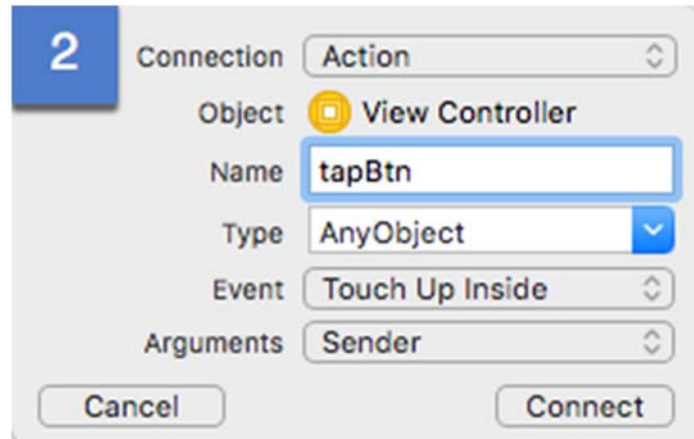 2
Connection Action
Object View Controller
Name tapBtn
Type AnyObject
Event Touch Up Inside
Arguments Sender
Cancel Connect